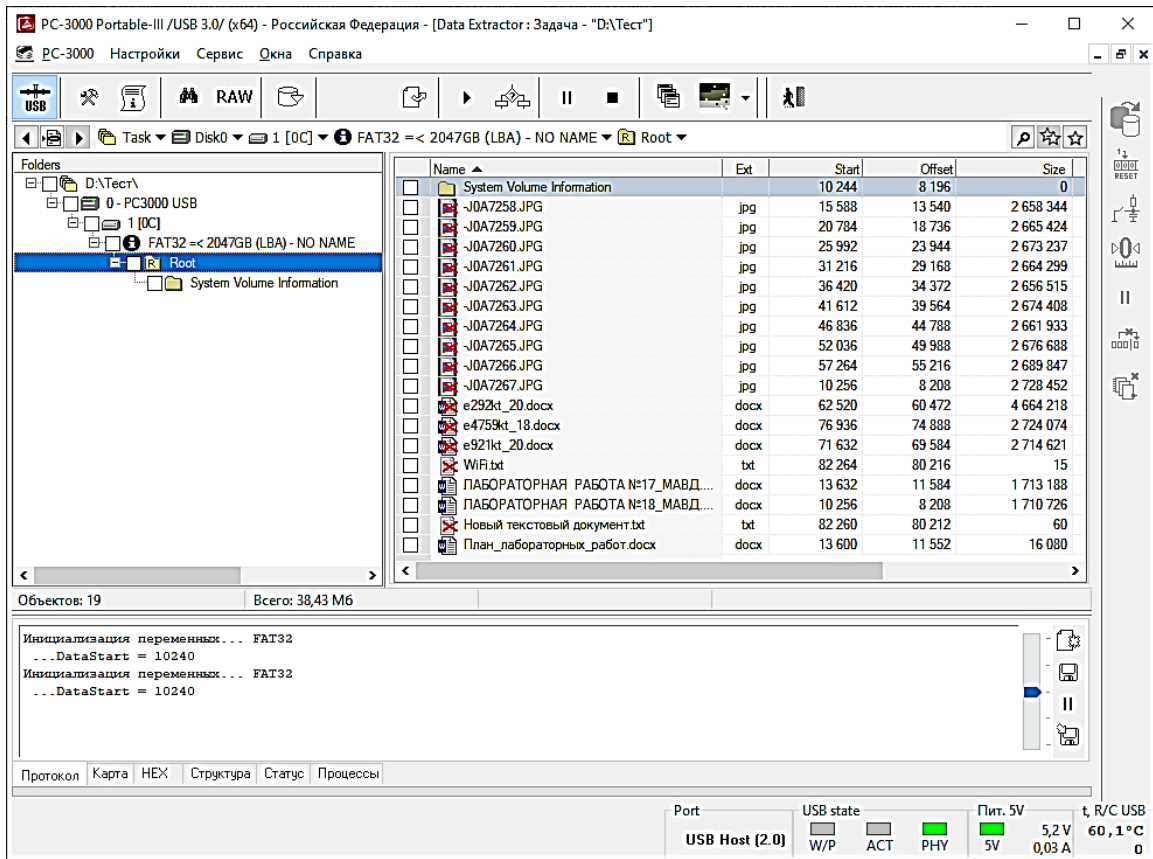 PC-3000 Portable-III /USB 3.0/ (x64) - Российская Федерация - [Data Extractor : Задача - "D:\Тест"]
PC-3000 Настройки Сервис Окна Справка
USB RAW
Task Disk0 1 [0C] FAT32 =< 2047GB (LBA) - NO NAME Root
Folders
D:\Тест\
0 - PC3000 USB
1 [0C]
FAT32 =< 2047GB (LBA) - NO NAME
Root
System Volume Information
Name Ext Start Offset Size
System Volume Information 10 244 8 196 0
-J0A7258.JPG jpg 15 588 13 540 2 658 344
-J0A7259.JPG jpg 20 784 18 736 2 665 424
-J0A7260.JPG jpg 25 992 23 944 2 673 237
-J0A7261.JPG jpg 31 216 29 168 2 664 299
-J0A7262.JPG jpg 36 420 34 372 2 656 515
-J0A7263.JPG jpg 41 612 39 564 2 674 408
-J0A7264.JPG jpg 46 836 44 788 2 661 933
-J0A7265.JPG jpg 52 036 49 988 2 676 688
-J0A7266.JPG jpg 57 264 55 216 2 689 847
-J0A7267.JPG jpg 10 256 8 208 2 728 452
e292kt_20.docx docx 62 520 60 472 4 664 218
e4759kt_18.docx docx 76 936 74 888 2 724 074
e921kt_20.docx docx 71 632 69 584 2 714 621
WiFi.txt txt 82 264 80 216 15
ЛАБОРАТОРНАЯ РАБОТА №17_МАВД.... docx 13 632 11 584 1 713 188
ЛАБОРАТОРНАЯ РАБОТА №18_МАВД.... docx 10 256 8 208 1 710 726
Новый текстовый документ.txt txt 82 260 80 212 60
План_лабораторных_работ.docx docx 13 600 11 552 16 080
Объектов: 19 Всего: 38,43 Мб
Инициализация переменных... FAT32
...DataStart = 10240
Инициализация переменных... FAT32
...DataStart = 10240
Протокол Карта HEX Структура Статус Процессы
RESET
Port USB state Пит. 5V t, R/C USB
USB Host (2.0) W/P ACT PHY 5V 5,2 V 60,1°C
0,03 A 0